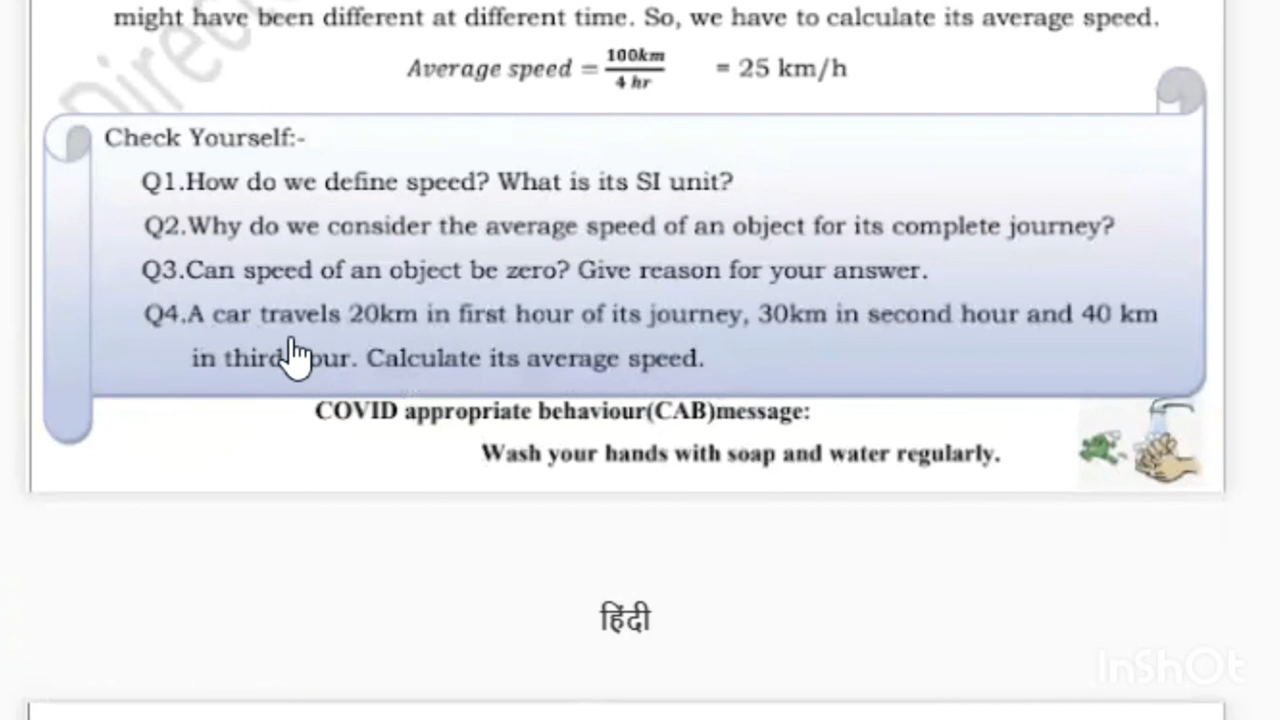 might have been different at different time. So, we have to calculate its average speed.
Average speed = 100km / 4 hr = 25 km/h
Check Yourself:-
Q1.How do we define speed? What is its SI unit?
Q2.Why do we consider the average speed of an object for its complete journey?
Q3.Can speed of an object be zero? Give reason for your answer.
Q4.A car travels 20km in first hour of its journey, 30km in second hour and 40 km
in third hour. Calculate its average speed.
COVID appropriate behaviour(CAB)message:
Wash your hands with soap and water regularly.
हिंदी
InShOt